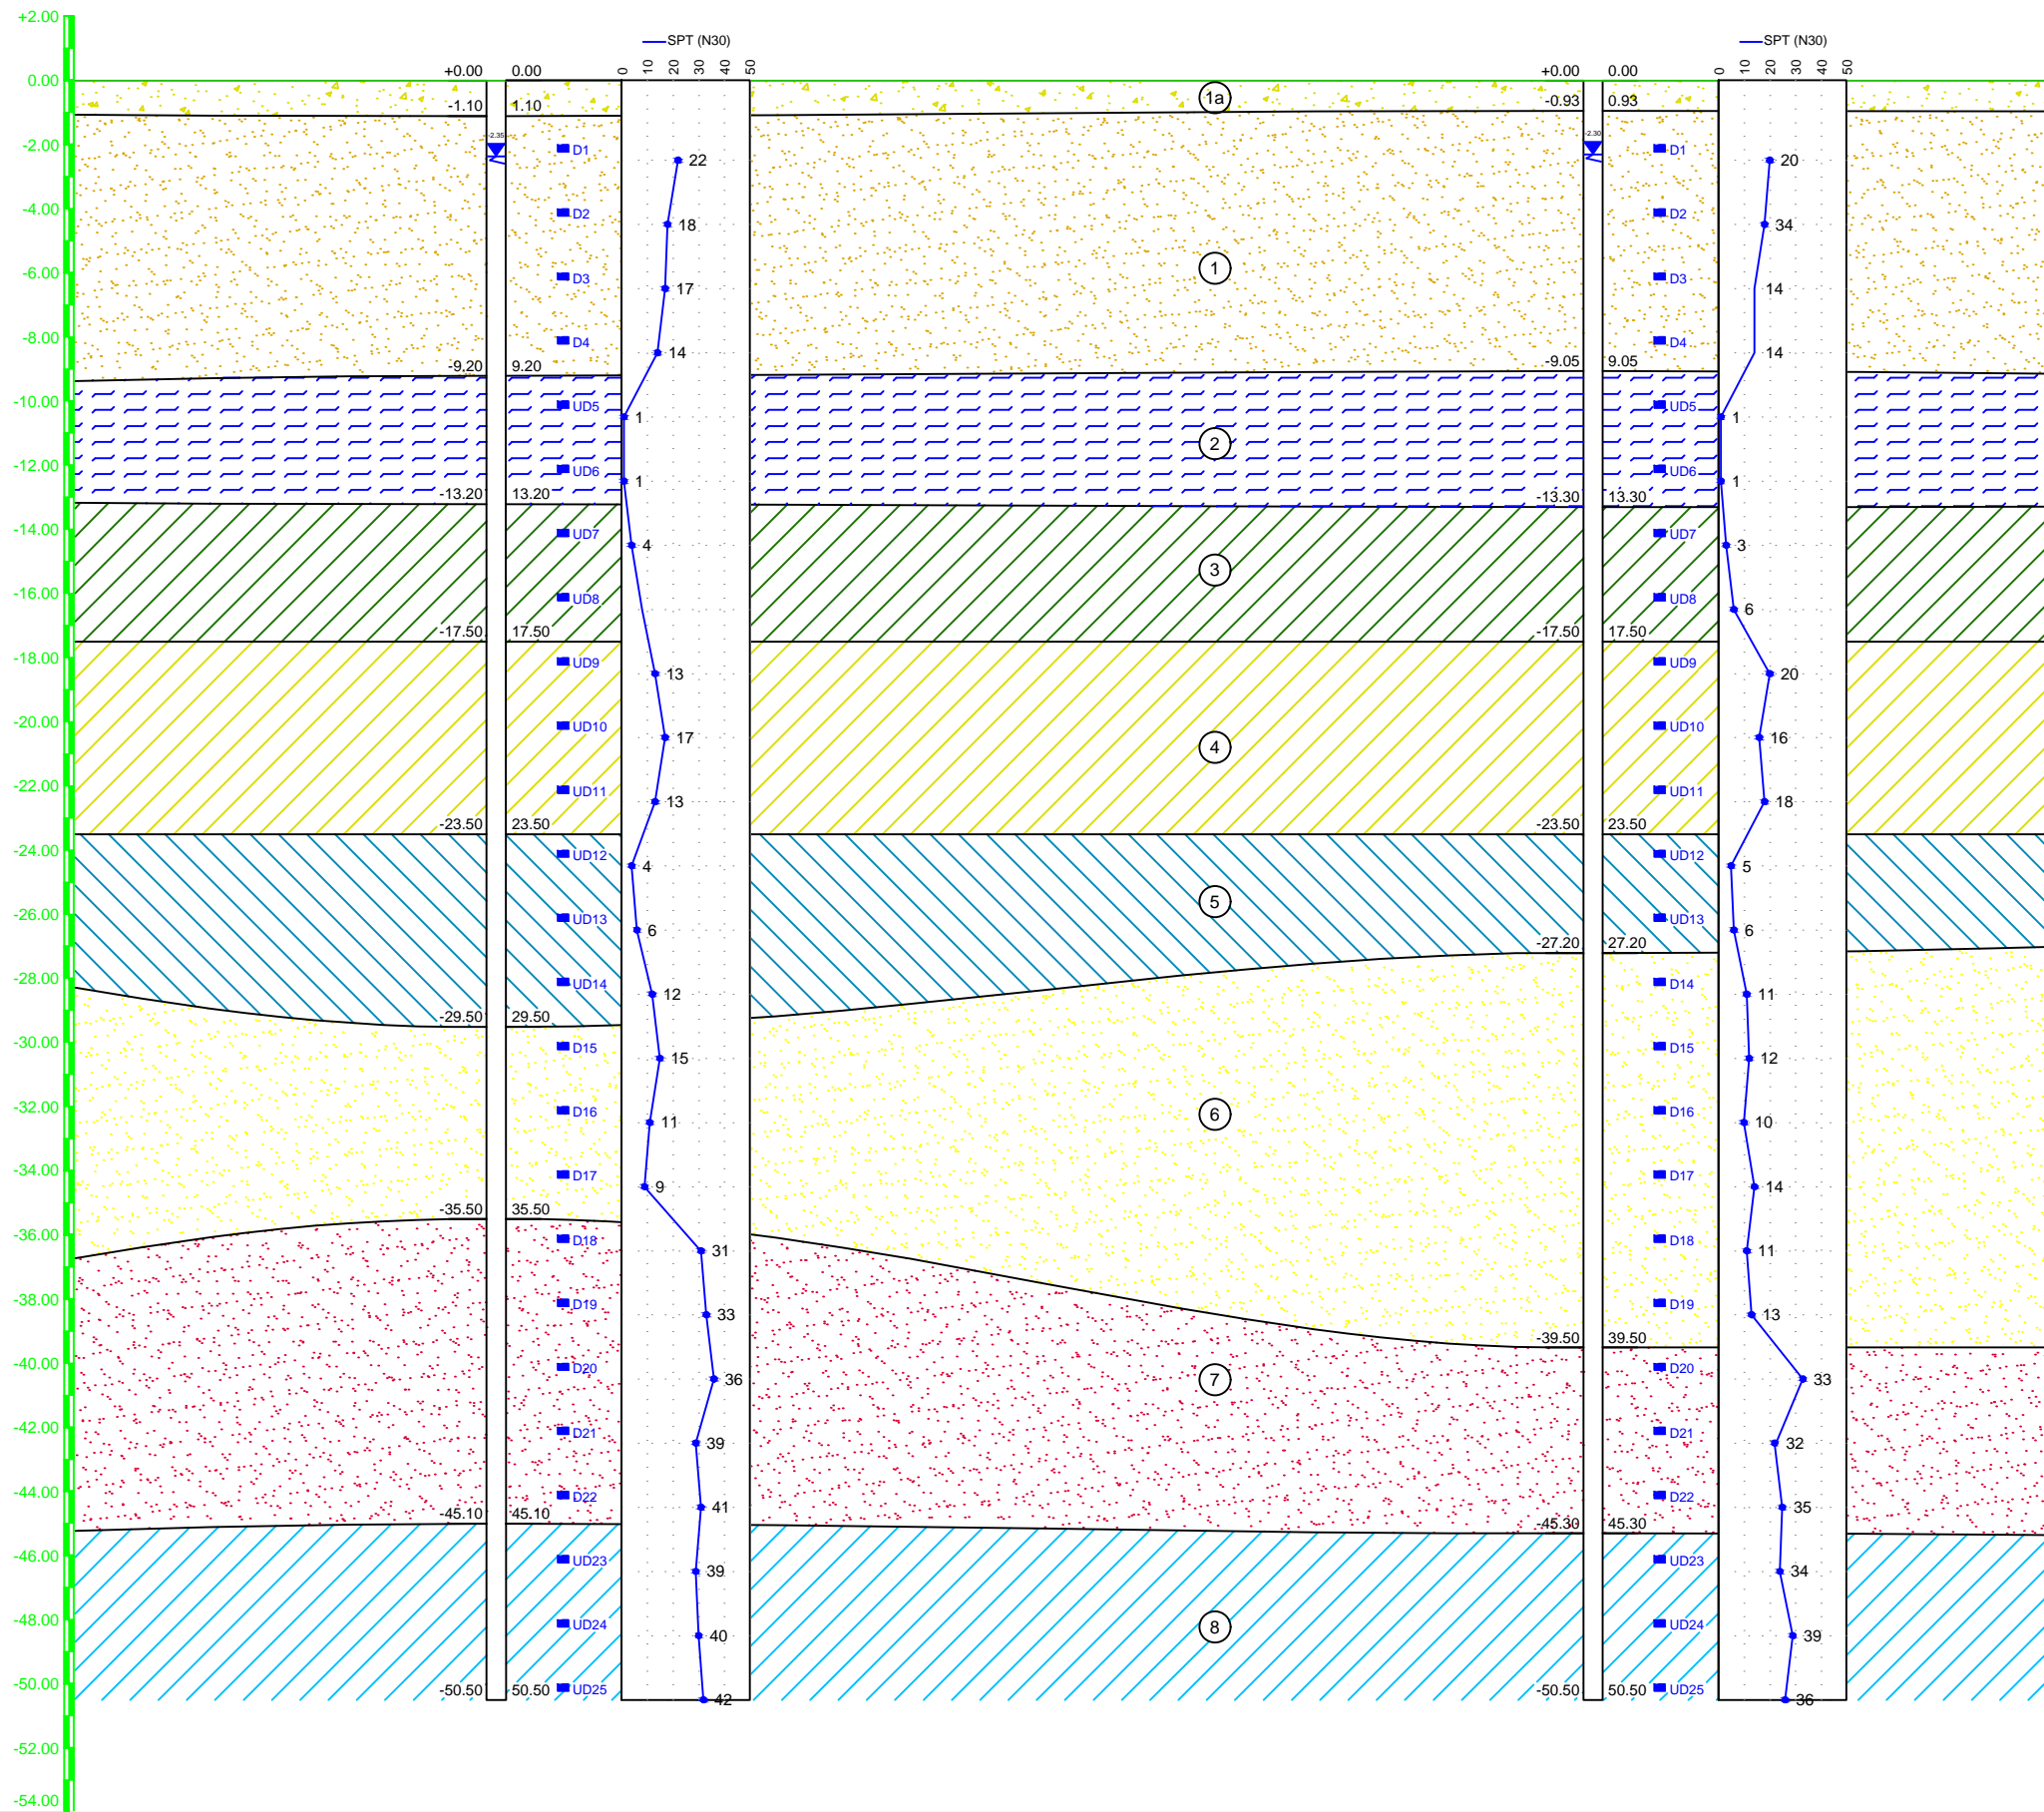 +2.00
SPT (N30) SPT (N30)
0 10 20 30 40 50 0 10 20 30 40 50
0.00 +0.00 0.00 +0.00 0.00
-1.10 1.10 1a -0.93 0.93
-2.35 -2.30
-2.00 D1 22 D1 20
-4.00 D2 18 D2 34
-6.00 D3 17 1 D3 14
-8.00 D4 14 D4 14
-9.20 9.20 -9.05 9.05
-10.00 UD5 1 UD5 1
-12.00 UD6 1 2 UD6 1
-13.20 13.20 -13.30 13.30
-14.00 UD7 4 UD7 3
-16.00 UD8 3 UD8 6
-17.50 17.50 -17.50 17.50
-18.00 UD9 13 UD9 20
-20.00 UD10 17 4 UD10 16
-22.00 UD11 13 UD11 18
-23.50 23.50 -23.50 23.50
-24.00 UD12 4 UD12 5
-26.00 UD13 6 5 UD13 6
-27.20 27.20
-28.00 UD14 12 D14 11
-29.50 29.50
-30.00 D15 15 D15 12
-32.00 D16 11 6 D16 10
-34.00 D17 9 D17 14
-35.50 35.50
-36.00 D18 31 D18 11
-38.00 D19 33 D19 13
-39.50 39.50
-40.00 D20 36 7 D20 33
-42.00 D21 39 D21 32
-44.00 D22 41 D22 35
-45.10 45.10 -45.30 45.30
-46.00 UD23 39 UD23 34
-48.00 UD24 40 8 UD24 39
-50.00 -50.50 50.50 UD25 42 -50.50 50.50 UD25 36
-52.00
-54.00